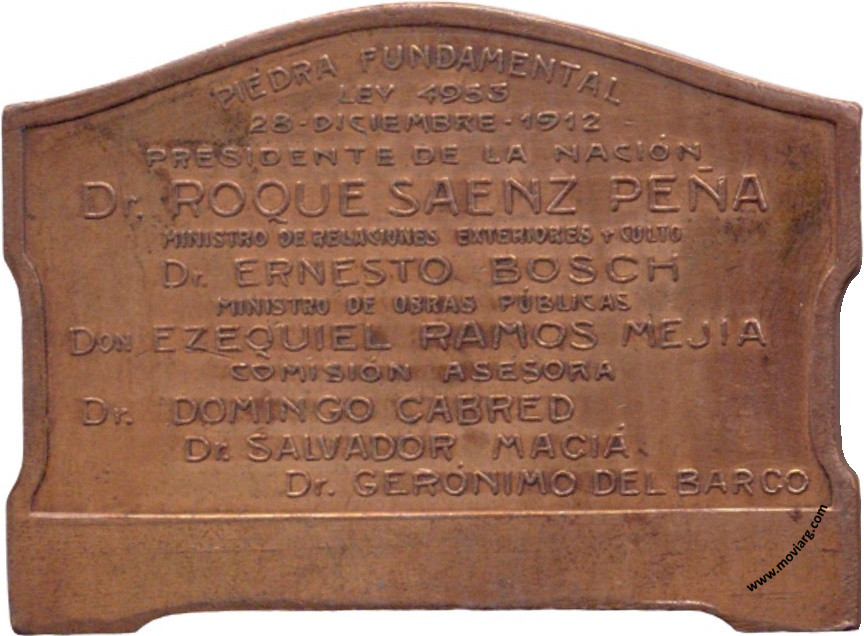 PIEDRA FUNDAMENTAL
LEY 4953
28-DICIEMBRE-1912
PRESIDENTE DE LA NACIÓN
Dr. ROQUE SAENZ PEÑA
MINISTRO DE RELACIONES EXTERIORES Y CULTO
Dr. ERNESTO BOSCH
MINISTRO DE OBRAS PÚBLICAS
DON EZEQUIEL RAMOS MEJIA
COMISIÓN ASESORA
Dr. DOMINGO CABRED
Dr. SALVADOR MACIÁ
Dr. GERÓNIMO DEL BARCO
www.moviarg.com